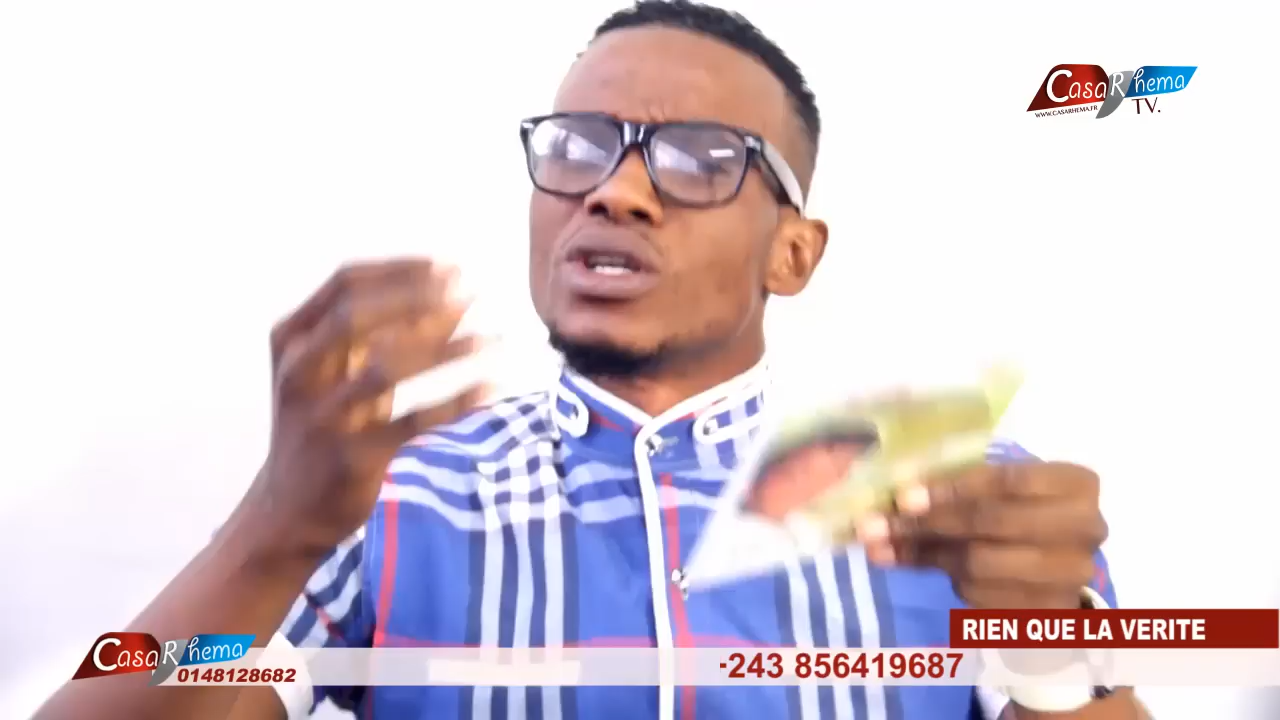 CasaRhema
WWW.CASARHEMA.FR
TV.
RIEN QUE LA VERITE
CasaRhema
0148128682
-243 856419687